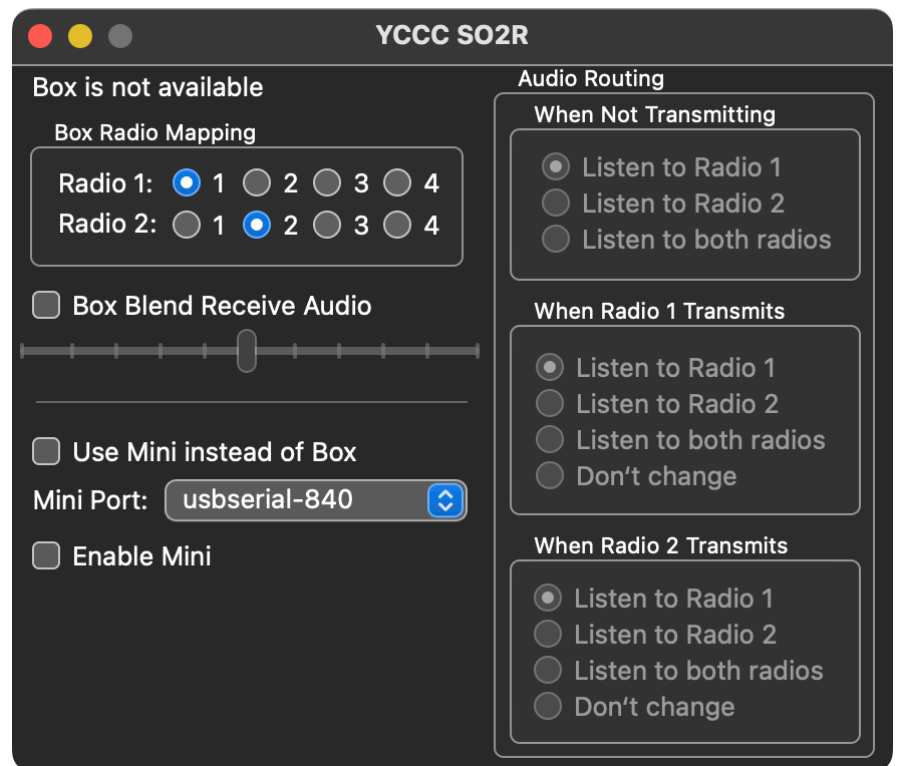 YCCC SO2R
Box is not available
Box Radio Mapping
Radio 1: 1 2 3 4
Radio 2: 1 2 3 4
Box Blend Receive Audio
Use Mini instead of Box
Mini Port: usbserial-840
Enable Mini
Audio Routing
When Not Transmitting
Listen to Radio 1
Listen to Radio 2
Listen to both radios
When Radio 1 Transmits
Listen to Radio 1
Listen to Radio 2
Listen to both radios
Don’t change
When Radio 2 Transmits
Listen to Radio 1
Listen to Radio 2
Listen to both radios
Don’t change